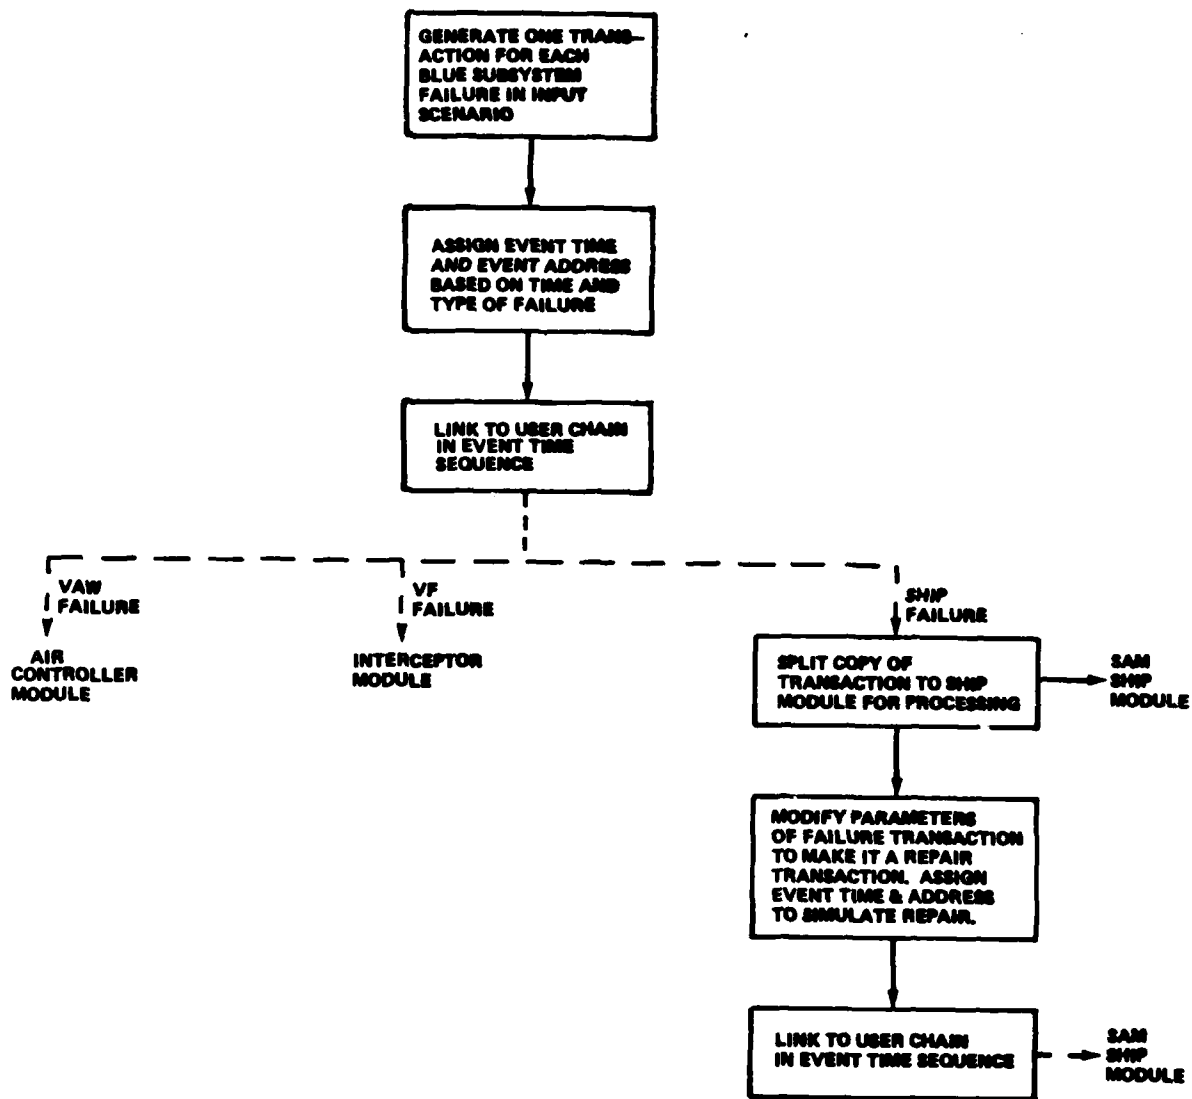 GENERATE ONE TRANS-
ACTION FOR EACH
BLUE SUBSYSTEM
FAILURE IN INPUT
SCENARIO
ASSIGN EVENT TIME
AND EVENT ADDRESS
BASED ON TIME AND
TYPE OF FAILURE
LINK TO USER CHAIN
IN EVENT TIME
SEQUENCE
VAW
FAILURE
AIR
CONTROLLER
MODULE
VF
FAILURE
INTERCEPTOR
MODULE
SHIP
FAILURE
SPLIT COPY OF
TRANSACTION TO SHIP
MODULE FOR PROCESSING
SAM
SHIP
MODULE
MODIFY PARAMETERS
OF FAILURE TRANSACTION
TO MAKE IT A REPAIR
TRANSACTION. ASSIGN
EVENT TIME & ADDRESS
TO SIMULATE REPAIR.
LINK TO USER CHAIN
IN EVENT TIME SEQUENCE
SAM
SHIP
MODULE